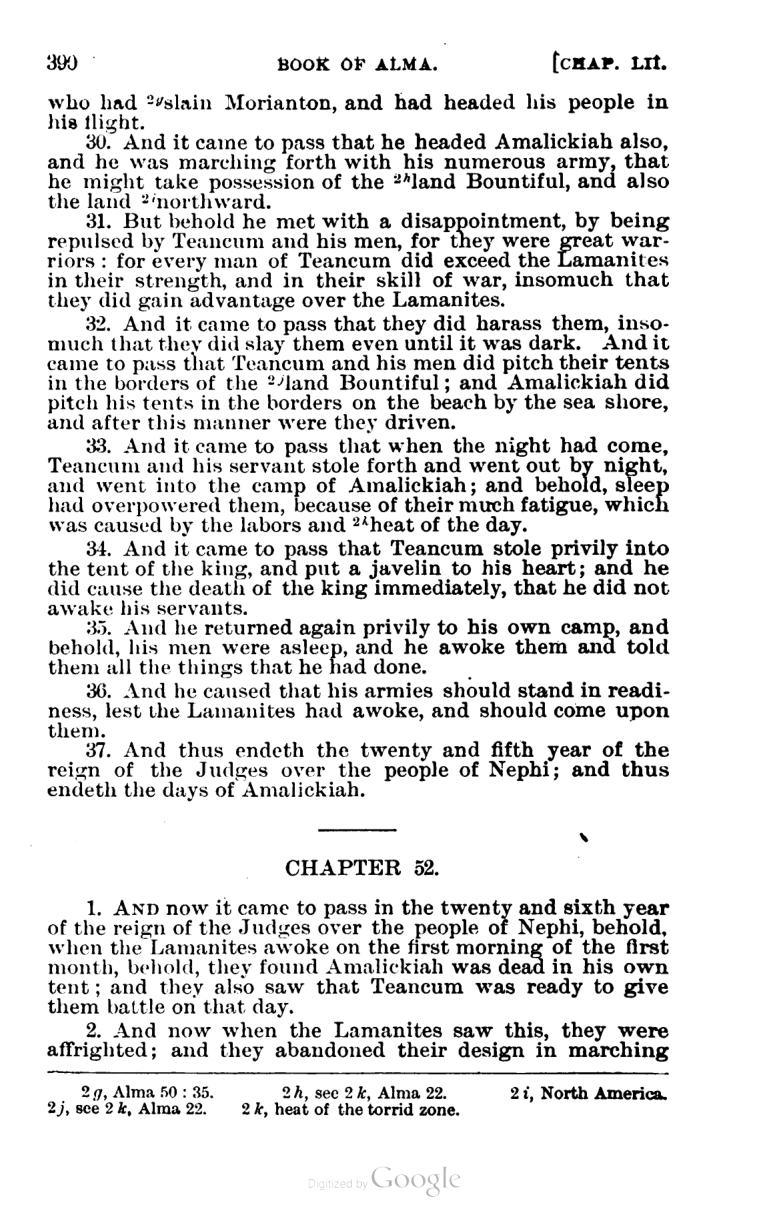 390 BOOK OF ALMA. [CHAP. LII.
who had 2gslain Morianton, and had headed his people in
his flight.
30. And it came to pass that he headed Amalickiah also,
and he was marching forth with his numerous army, that
he might take possession of the 2hland Bountiful, and also
the land 2inorthward.
31. But behold he met with a disappointment, by being
repulsed by Teancum and his men, for they were great war-
riors : for every man of Teancum did exceed the Lamanites
in their strength, and in their skill of war, insomuch that
they did gain advantage over the Lamanites.
32. And it came to pass that they did harass them, inso-
much that they did slay them even until it was dark. And it
came to pass that Teancum and his men did pitch their tents
in the borders of the 2jland Bountiful ; and Amalickiah did
pitch his tents in the borders on the beach by the sea shore,
and after this manner were they driven.
33. And it came to pass that when the night had come,
Teancum and his servant stole forth and went out by night,
and went into the camp of Amalickiah ; and behold, sleep
had overpowered them, because of their much fatigue, which
was caused by the labors and 2kheat of the day.
34. And it came to pass that Teancum stole privily into
the tent of the king, and put a javelin to his heart ; and he
did cause the death of the king immediately, that he did not
awake his servants.
35. And he returned again privily to his own camp, and
behold, his men were asleep, and he awoke them and told
them all the things that he had done.
36. And he caused that his armies should stand in readi-
ness, lest the Lamanites had awoke, and should come upon
them.
37. And thus endeth the twenty and fifth year of the
reign of the Judges over the people of Nephi ; and thus
endeth the days of Amalickiah.
CHAPTER 52.
1. AND now it came to pass in the twenty and sixth year
of the reign of the Judges over the people of Nephi, behold,
when the Lamanites awoke on the first morning of the first
month, behold, they found Amalickiah was dead in his own
tent ; and they also saw that Teancum was ready to give
them battle on that day.
2. And now when the Lamanites saw this, they were
affrighted ; and they abandoned their design in marching
2 g, Alma 50 : 35. 2 h, see 2 k, Alma 22. 2 i, North America.
2 j, see 2 k, Alma 22. 2 k, heat of the torrid zone.
Digitized by Google